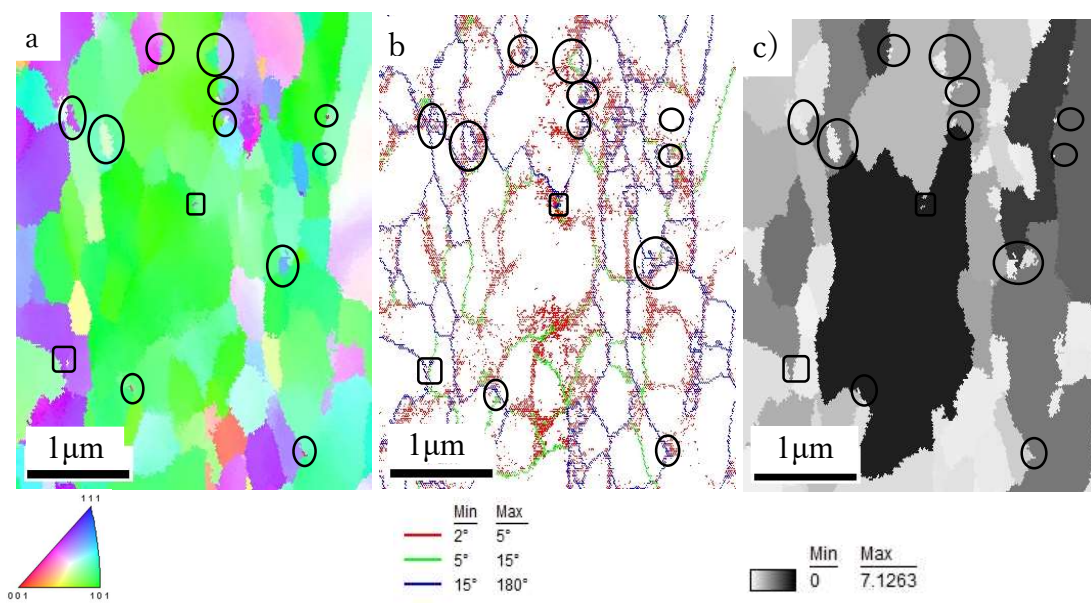 a
b
c)
1μm
1μm
1μm
111
001
101
Min Max
2° 5°
5° 15°
15° 180°
Min Max
0 7.1263